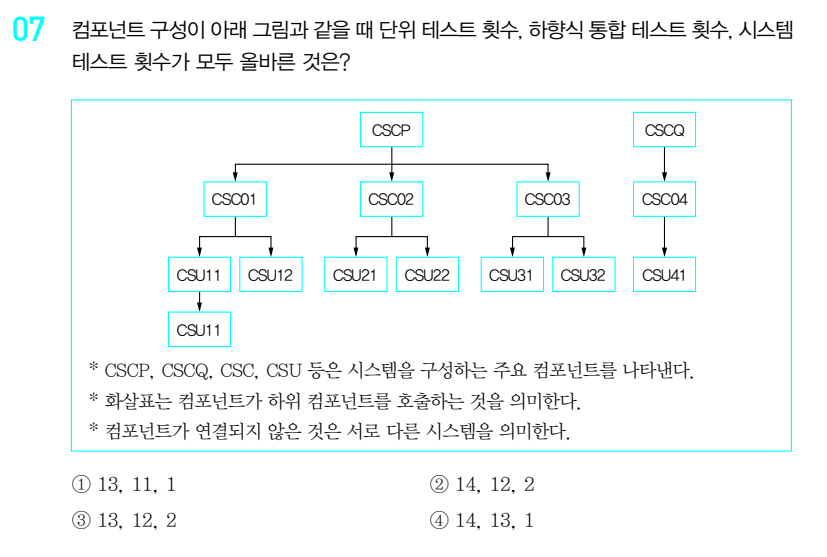 07 컴포넌트 구성이 아래 그림과 같을 때 단위 테스트 횟수, 하향식 통합 테스트 횟수, 시스템
테스트 횟수가 모두 올바른 것은?
CSCP CSCQ
CSC01 CSC02 CSC03 CSC04
CSU11 CSU12 CSU21 CSU22 CSU31 CSU32 CSU41
CSU11
* CSCP, CSCQ, CSC, CSU 등은 시스템을 구성하는 주요 컴포넌트를 나타낸다.
* 화살표는 컴포넌트가 하위 컴포넌트를 호출하는 것을 의미한다.
* 컴포넌트가 연결되지 않은 것은 서로 다른 시스템을 의미한다.
① 13, 11, 1 ② 14, 12, 2
③ 13, 12, 2 ④ 14, 13, 1